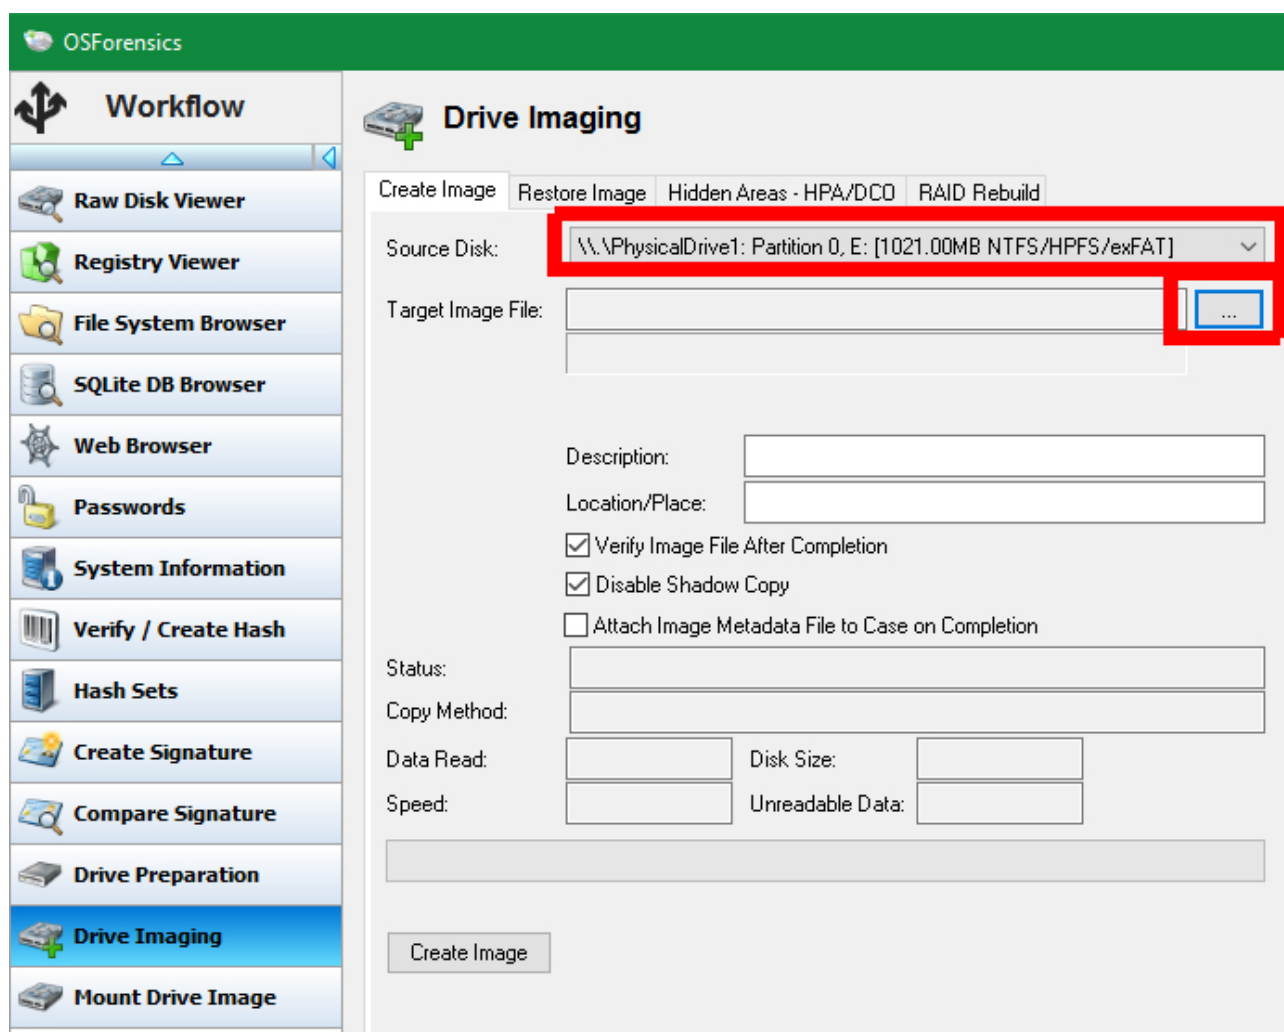 OSForensics
Workflow
Raw Disk Viewer
Registry Viewer
File System Browser
SQLite DB Browser
Web Browser
Passwords
System Information
Verify / Create Hash
Hash Sets
Create Signature
Compare Signature
Drive Preparation
Drive Imaging
Mount Drive Image
Drive Imaging
Create Image Restore Image Hidden Areas - HPA/DCO RAID Rebuild
Source Disk: \\.\PhysicalDrive1: Partition 0, E: [1021.00MB NTFS/HPFS/exFAT]
Target Image File: ...
Description:
Location/Place:
Verify Image File After Completion
Disable Shadow Copy
Attach Image Metadata File to Case on Completion
Status:
Copy Method:
Data Read: Disk Size:
Speed: Unreadable Data:
Create Image